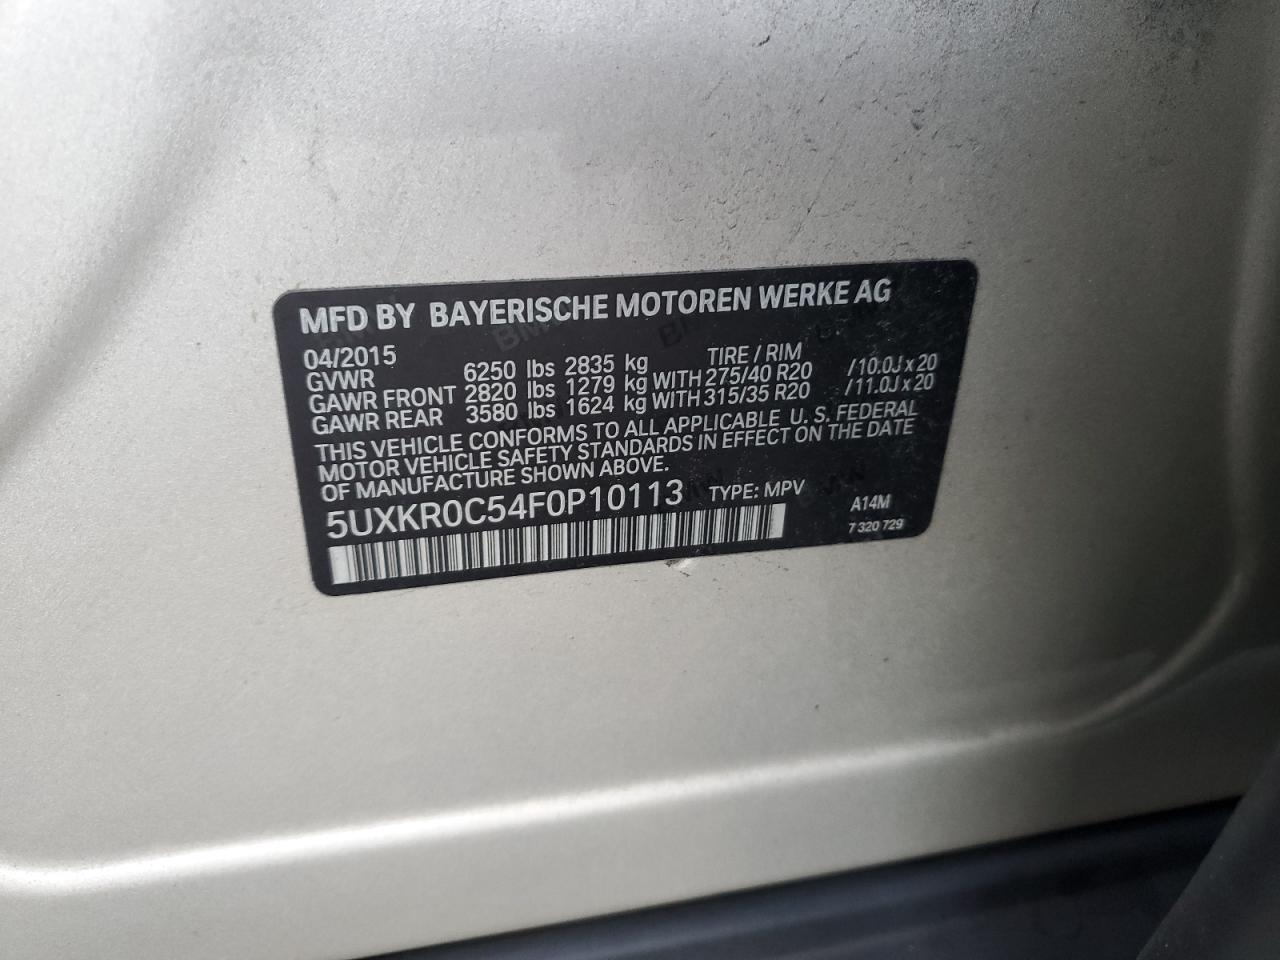 MFD BY BAYERISCHE MOTOREN WERKE AG
04/2015 TIRE / RIM
GVWR 6250 lbs 2835 kg
GAWR FRONT 2820 lbs 1279 kg WITH 275/40 R20 /10.0J x 20
GAWR REAR 3580 lbs 1624 kg WITH 315/35 R20 /11.0J x 20
THIS VEHICLE CONFORMS TO ALL APPLICABLE U. S. FEDERAL
MOTOR VEHICLE SAFETY STANDARDS IN EFFECT ON THE DATE
OF MANUFACTURE SHOWN ABOVE.
5UXKR0C54F0P10113 TYPE: MPV A14M
7 320 729